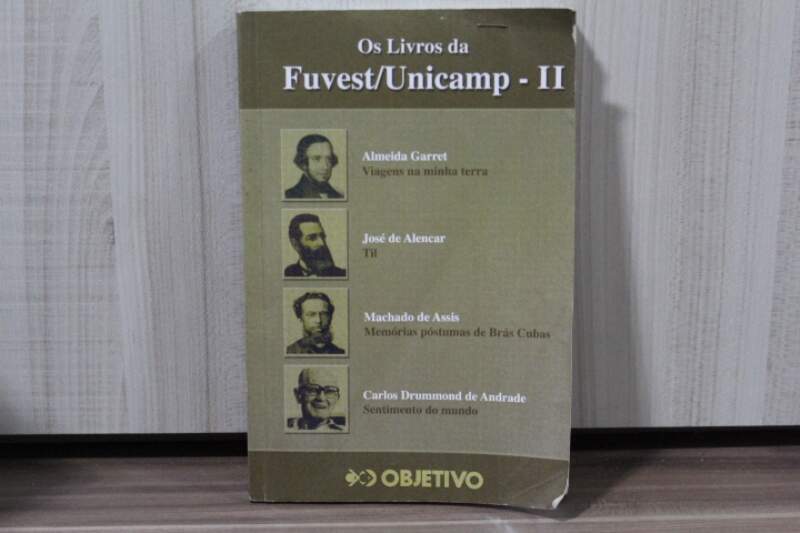 Os Livros da
Fuvest/Unicamp - II
Almeida Garret
Viagens na minha terra
José de Alencar
Til
Machado de Assis
Memórias póstumas de Brás Cubas
Carlos Drummond de Andrade
Sentimento do mundo
OBJETIVO